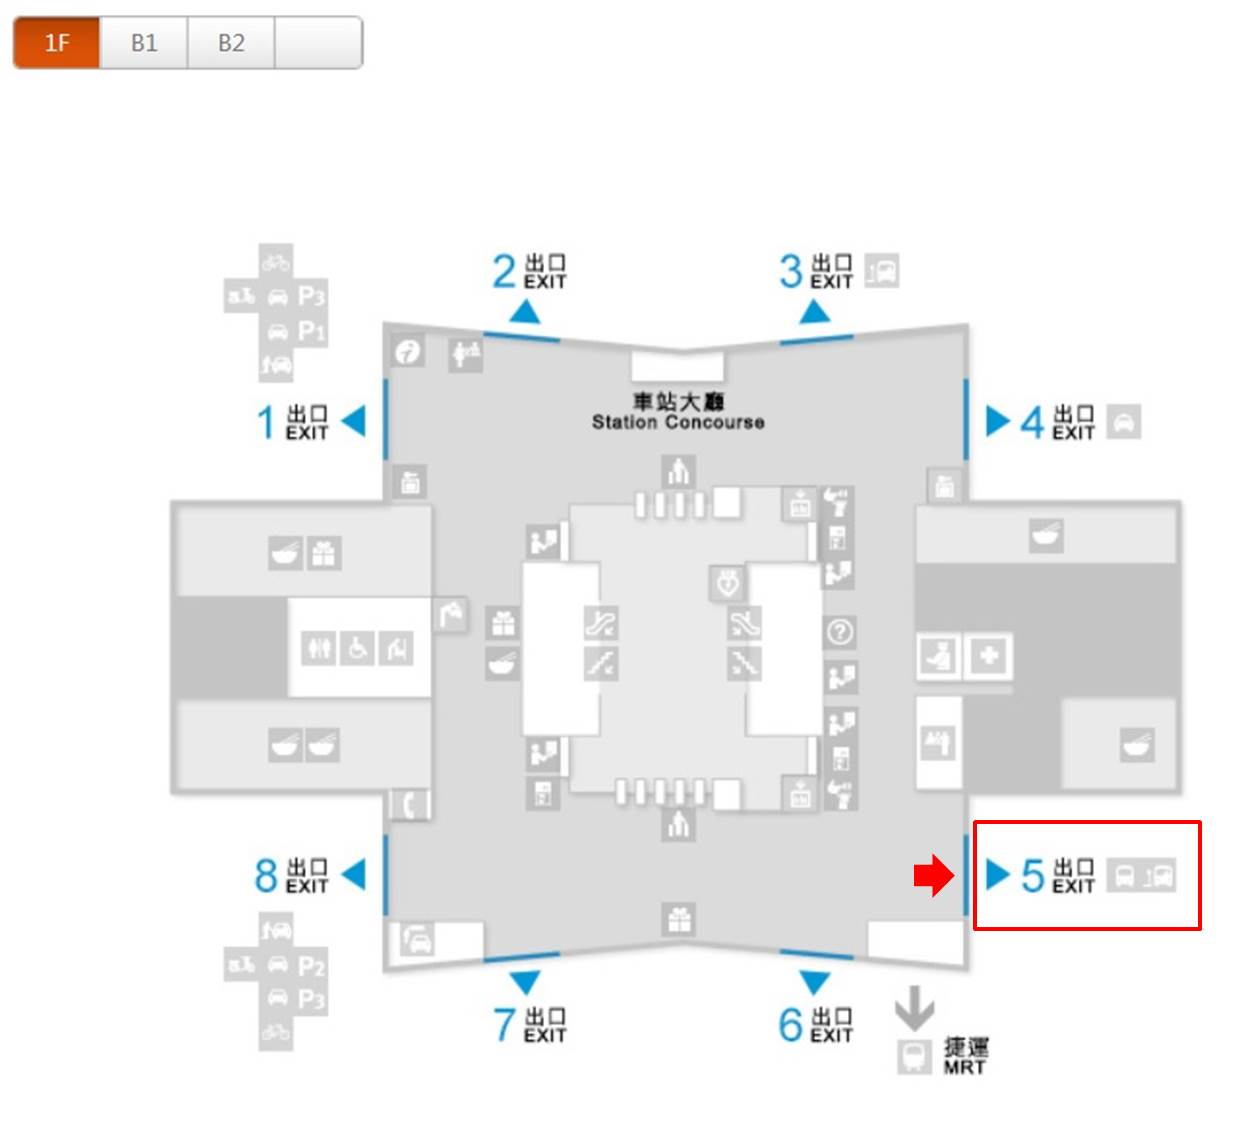 1F
B1
B2
2 出口
EXIT
3 出口
EXIT
P3
P1
1 出口
EXIT
車站大廳
Station Concourse
4 出口
EXIT
8 出口
EXIT
5 出口
EXIT
P2
P3
7 出口
EXIT
6 出口
EXIT
捷運
MRT